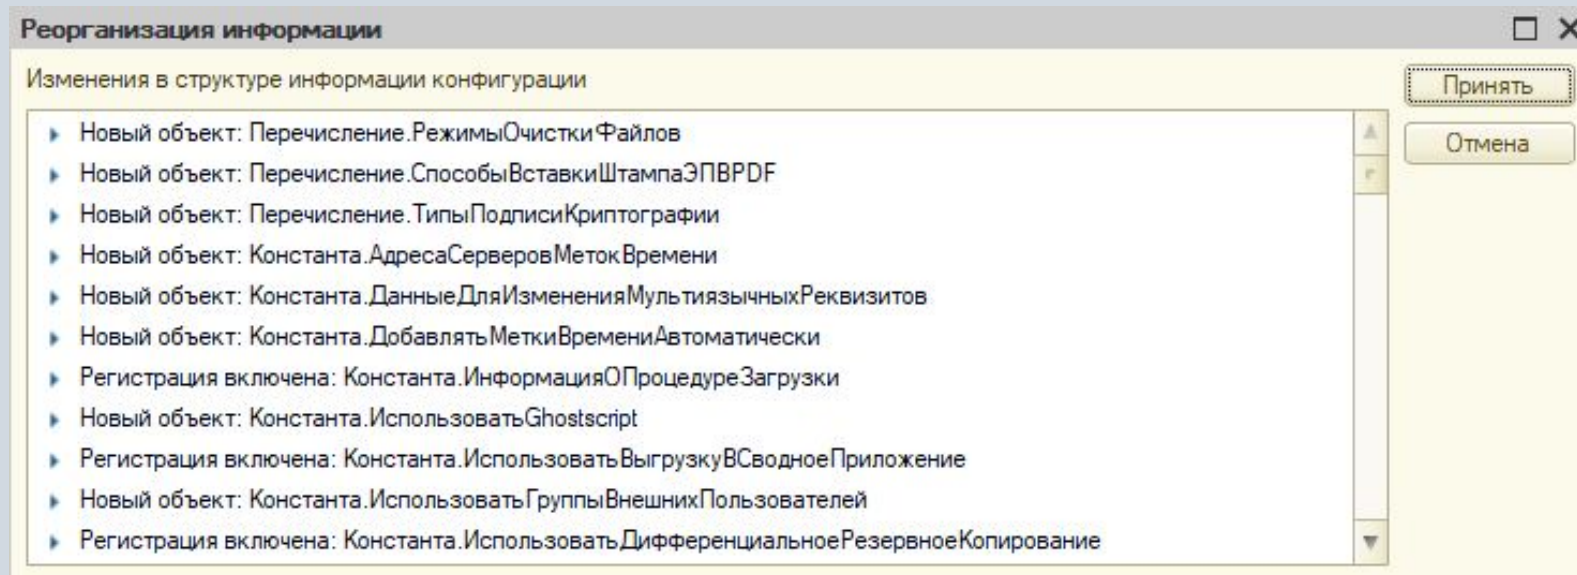 Реорганизация информации
Изменения в структуре информации конфигурации
Принять
Отмена
Новый объект: Перечисление.РежимыОчисткиФайлов
Новый объект: Перечисление.СпособыВставкиШтампаЭПВPDF
Новый объект: Перечисление.ТипыПодписиКриптографии
Новый объект: Константа.АдресаСерверовМетокВремени
Новый объект: Константа.ДанныеДляИзмененияМультиязычныхРеквизитов
Новый объект: Константа.ДобавлятьМеткиВремениАвтоматически
Регистрация включена: Константа.ИнформацияОПроцедуреЗагрузки
Новый объект: Константа.ИспользоватьGhostscript
Регистрация включена: Константа.ИспользоватьВыгрузкуВСводноеПриложение
Новый объект: Константа.ИспользоватьГруппыВнешнихПользователей
Регистрация включена: Константа.ИспользоватьДифференциальноеРезервноеКопирование